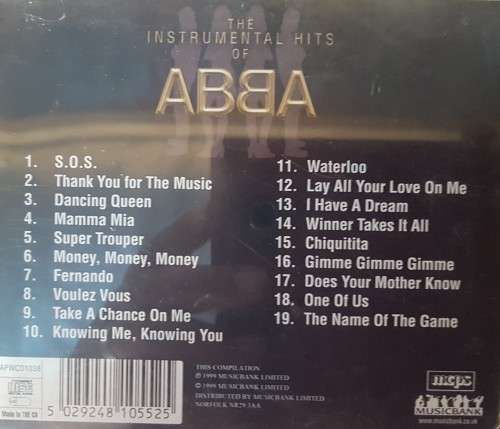 THE
INSTRUMENTAL HITS
OF
ABBA
1. S.O.S.
2. Thank You for The Music
3. Dancing Queen
4. Mamma Mia
5. Super Trouper
6. Money, Money, Money
7. Fernando
8. Voulez Vous
9. Take A Chance On Me
10. Knowing Me, Knowing You
11. Waterloo
12. Lay All Your Love On Me
13. I Have A Dream
14. Winner Takes It All
15. Chiquitita
16. Gimme Gimme Gimme
17. Does Your Mother Know
18. One Of Us
19. The Name Of The Game
Made in The EU
5 029248 105525
THIS COMPILATION
℗ 1999 MUSICBANK LIMITED
© 1999 MUSICBANK LIMITED
DISTRIBUTED BY MUSICBANK LIMITED
NORFOLK NR29 3AA
mcps
MUSICBANK
www.musicbank.co.uk